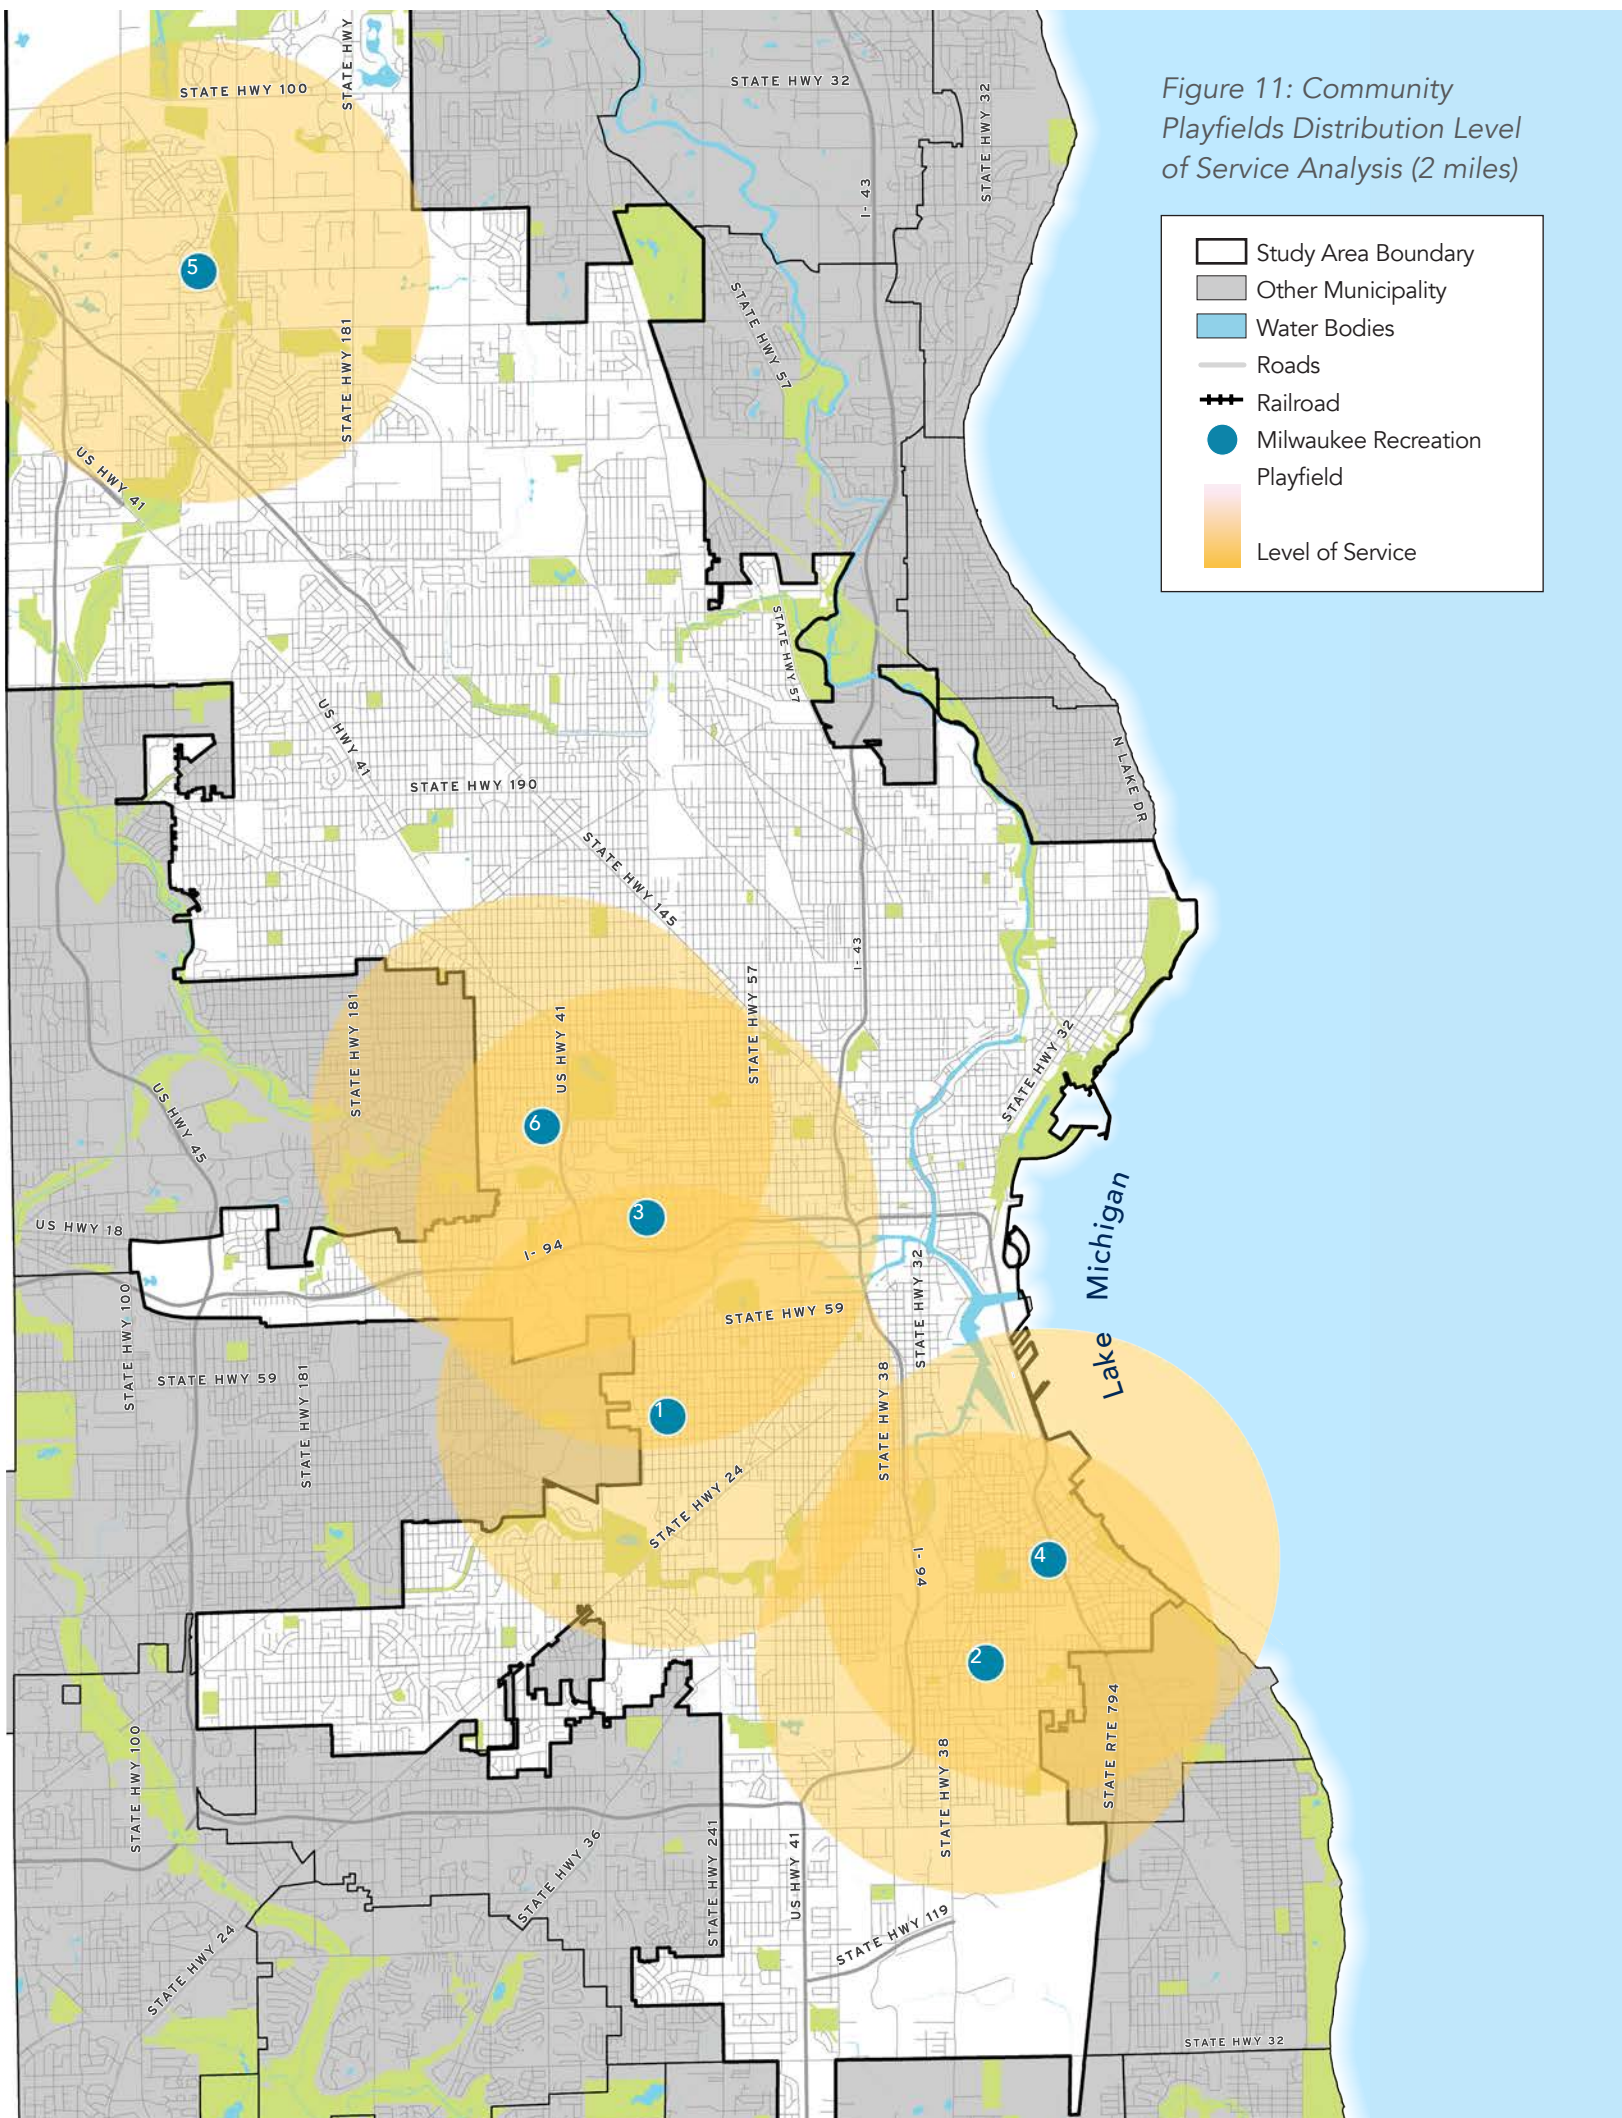 Figure 11: Community
Playfields Distribution Level
of Service Analysis (2 miles)
Study Area Boundary
Other Municipality
Water Bodies
Roads
Railroad
Milwaukee Recreation
Playfield
Level of Service
STATE HWY 100
STATE HWY
STATE HWY 32
STATE HWY 32
I- 43
5
STATE HWY 181
STATE HWY 57
US HWY 41
STATE HWY 57
US HWY 41
STATE HWY 190
N LAKE DR
STATE HWY 145
I- 43
STATE HWY 57
STATE HWY 181
US HWY 41
STATE HWY 32
US HWY 45
6
3
US HWY 18
I- 94
Lake Michigan
STATE HWY 32
STATE HWY 59
STATE HWY 100
STATE HWY 59
STATE HWY 181
STATE HWY 38
1
STATE HWY 24
I- 94
4
2
STATE RTE 794
STATE HWY 100
STATE HWY 38
STATE HWY 36
STATE HWY 241
US HWY 41
STATE HWY 119
STATE HWY 24
STATE HWY 32